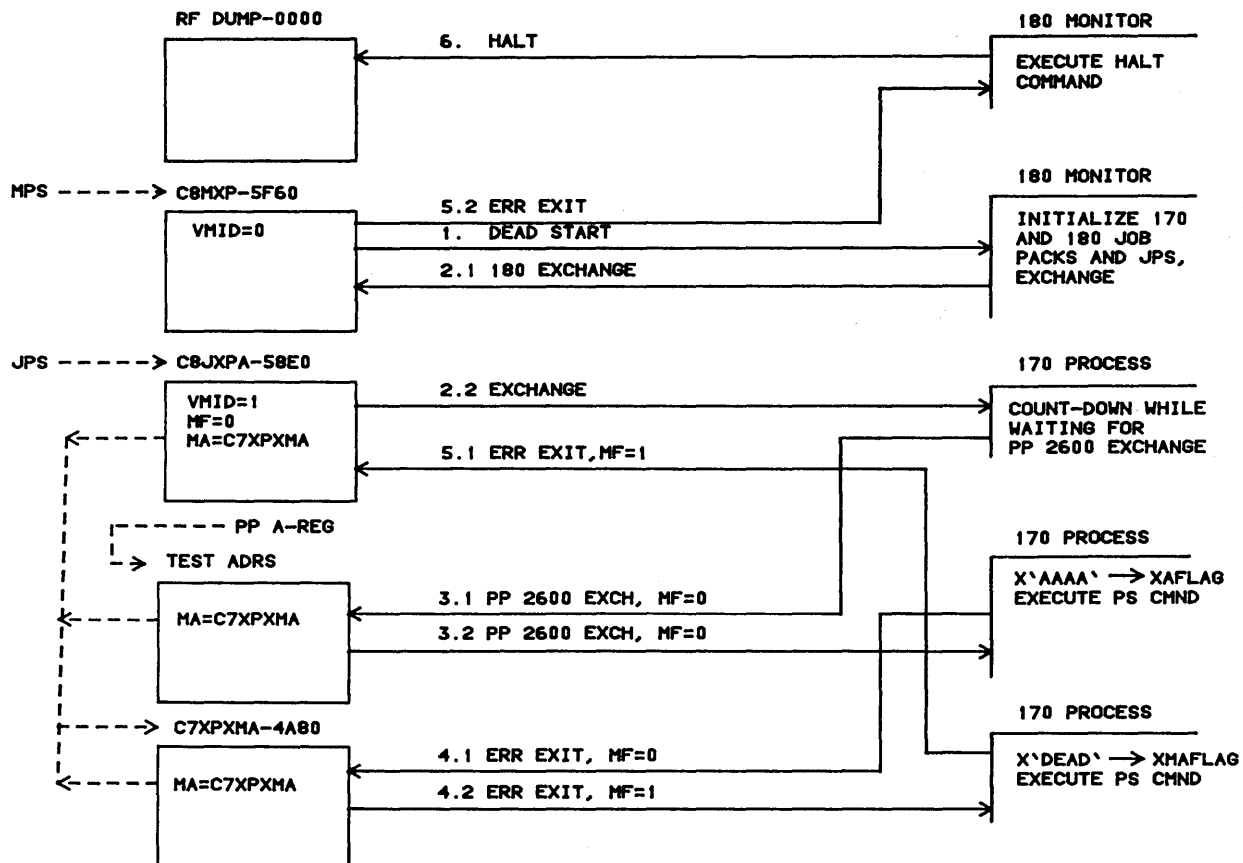 RF DUMP-0000
180 MONITOR
6. HALT
EXECUTE HALT
COMMAND
MPS
C8MXP-5F60
180 MONITOR
VMID=0
5.2 ERR EXIT
1. DEAD START
2.1 180 EXCHANGE
INITIALIZE 170
AND 180 JOB
PACKS AND JPS,
EXCHANGE
JPS
C8JXPA-58E0
170 PROCESS
VMID=1
MF=0
MA=C7XPXMA
2.2 EXCHANGE
5.1 ERR EXIT,MF=1
COUNT-DOWN WHILE
WAITING FOR
PP 2600 EXCHANGE
PP A-REG
TEST ADRS
170 PROCESS
MA=C7XPXMA
3.1 PP 2600 EXCH, MF=0
3.2 PP 2600 EXCH, MF=0
X`AAAA` → XAFLAG
EXECUTE PS CMND
C7XPXMA-4A80
170 PROCESS
MA=C7XPXMA
4.1 ERR EXIT, MF=0
4.2 ERR EXIT, MF=1
X`DEAD` → XMAFLAG
EXECUTE PS CMND